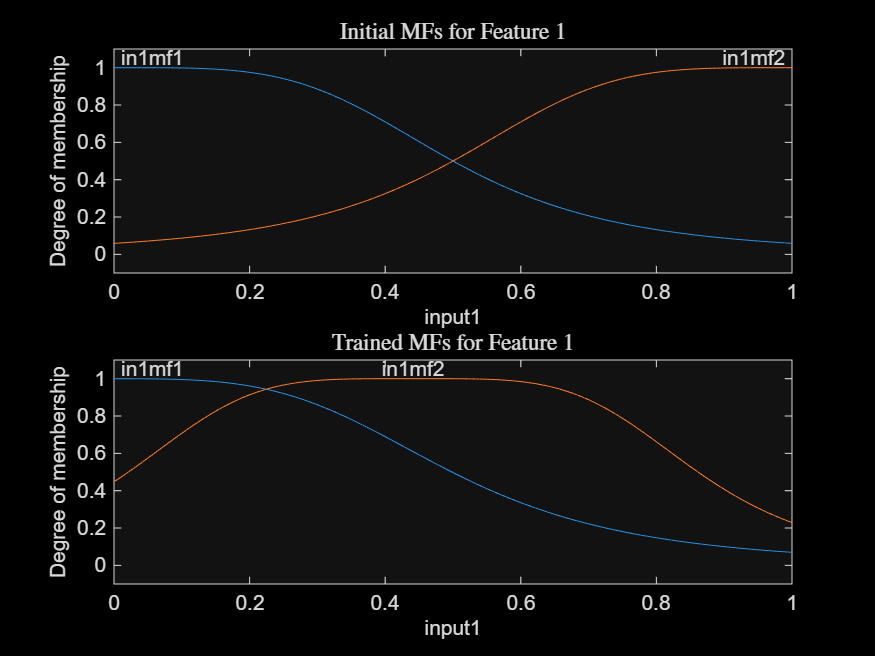 Initial MFs for Feature 1
in1mf1 in1mf2
1
0.8
0.6
0.4
0.2
0
Degree of membership
0 0.2 0.4 0.6 0.8 1
input1
Trained MFs for Feature 1
in1mf1 in1mf2
1
0.8
0.6
0.4
0.2
0
Degree of membership
0 0.2 0.4 0.6 0.8 1
input1